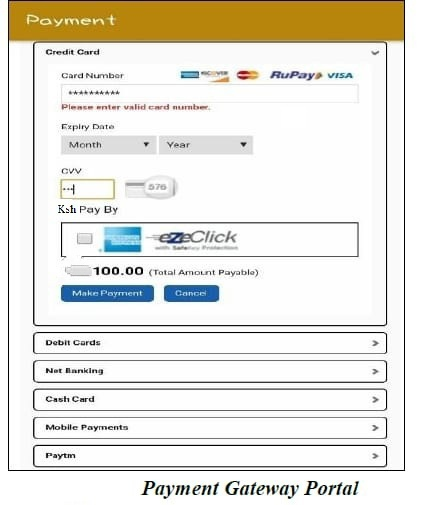 Payment
Credit Card
Card Number DISCOVER RuPay VISA
**********
Please enter valid card number.
Expiry Date
Month Year
CVV
*** 576
Ksh Pay By
AMERICAN EXPRESS eZeClick
with SafeKey Protection
100.00 (Total Amount Payable)
Make Payment Cancel
Debit Cards
Net Banking
Cash Card
Mobile Payments
Paytm
Payment Gateway Portal